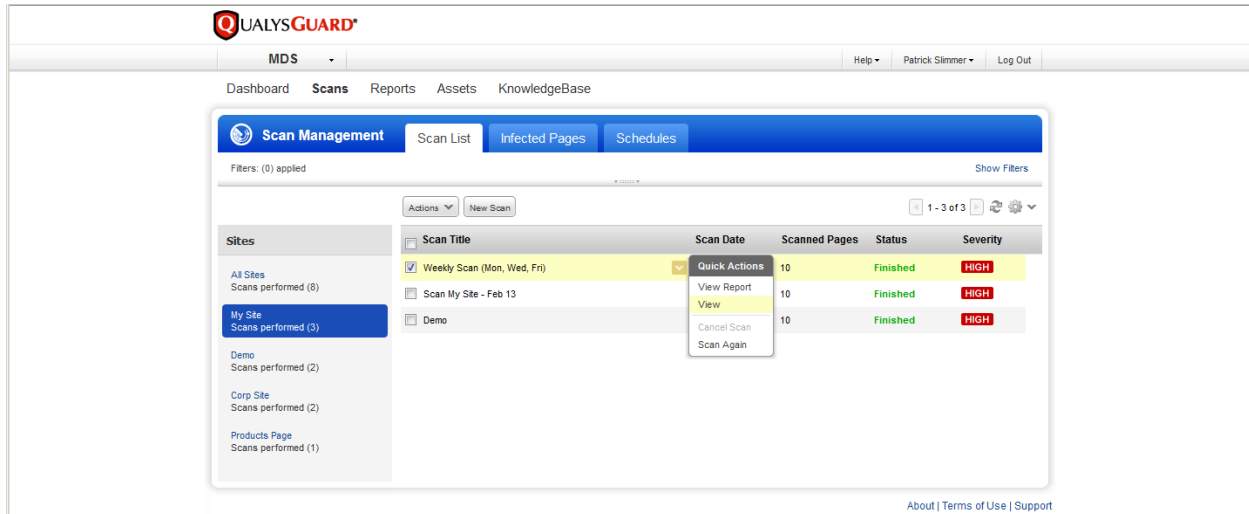 QUALYSGUARD®
MDS
Help Patrick Slimmer Log Out
Dashboard Scans Reports Assets KnowledgeBase
Scan Management Scan List Infected Pages Schedules
Filters: (0) applied Show Filters
Actions New Scan 1 - 3 of 3
Sites Scan Title Scan Date Scanned Pages Status Severity
Weekly Scan (Mon, Wed, Fri) 10 Finished HIGH
Scan My Site - Feb 13 10 Finished HIGH
Demo 10 Finished HIGH
Quick Actions
View Report
View
Cancel Scan
Scan Again
All Sites
Scans performed (8)
My Site
Scans performed (3)
Demo
Scans performed (2)
Corp Site
Scans performed (2)
Products Page
Scans performed (1)
About | Terms of Use | Support